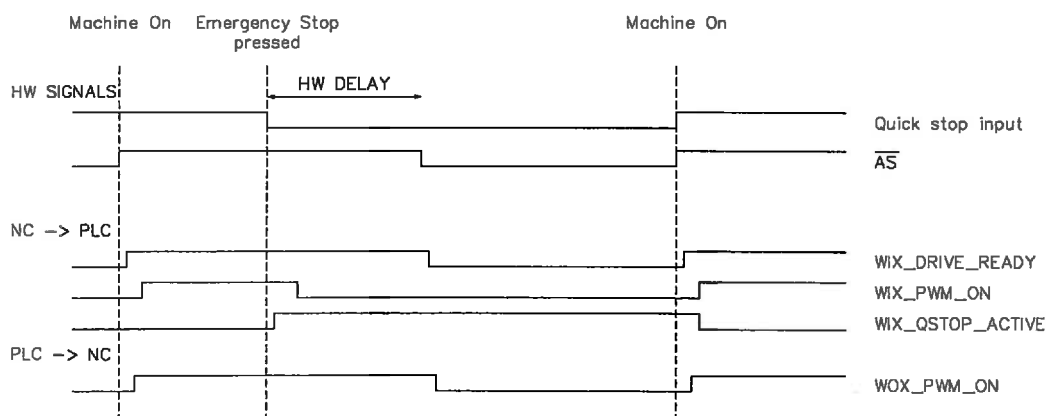 Machine On
Emergency Stop
pressed
Machine On
HW DELAY
HW SIGNALS
Quick stop input
AS
NC -> PLC
WIX_DRIVE_READY
WIX_PWM_ON
WIX_QSTOP_ACTIVE
PLC -> NC
WOX_PWM_ON